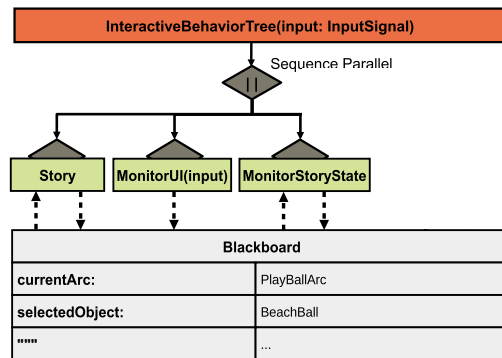 InteractiveBehaviorTree(input: InputSignal)
Sequence Parallel
||
Story
MonitorUI(input)
MonitorStoryState
Blackboard
currentArc: PlayBallArc
selectedObject: BeachBall
""" ...